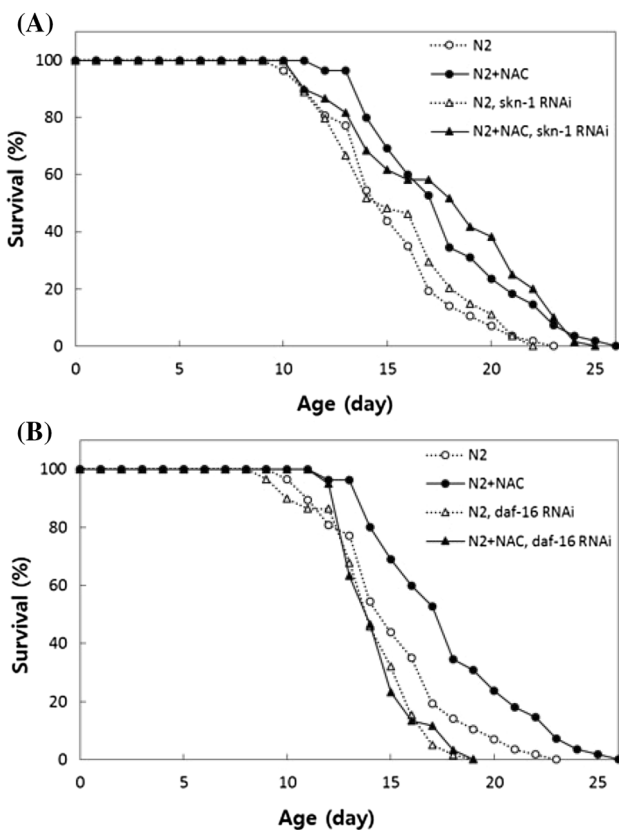 (A)
100
80
60
40
20
0
Survival (%)
N2
N2+NAC
N2, skn-1 RNAi
N2+NAC, skn-1 RNAi
0 5 10 15 20 25
Age (day)
(B)
100
80
60
40
20
0
Survival (%)
N2
N2+NAC
N2, daf-16 RNAi
N2+NAC, daf-16 RNAi
0 5 10 15 20 25
Age (day)